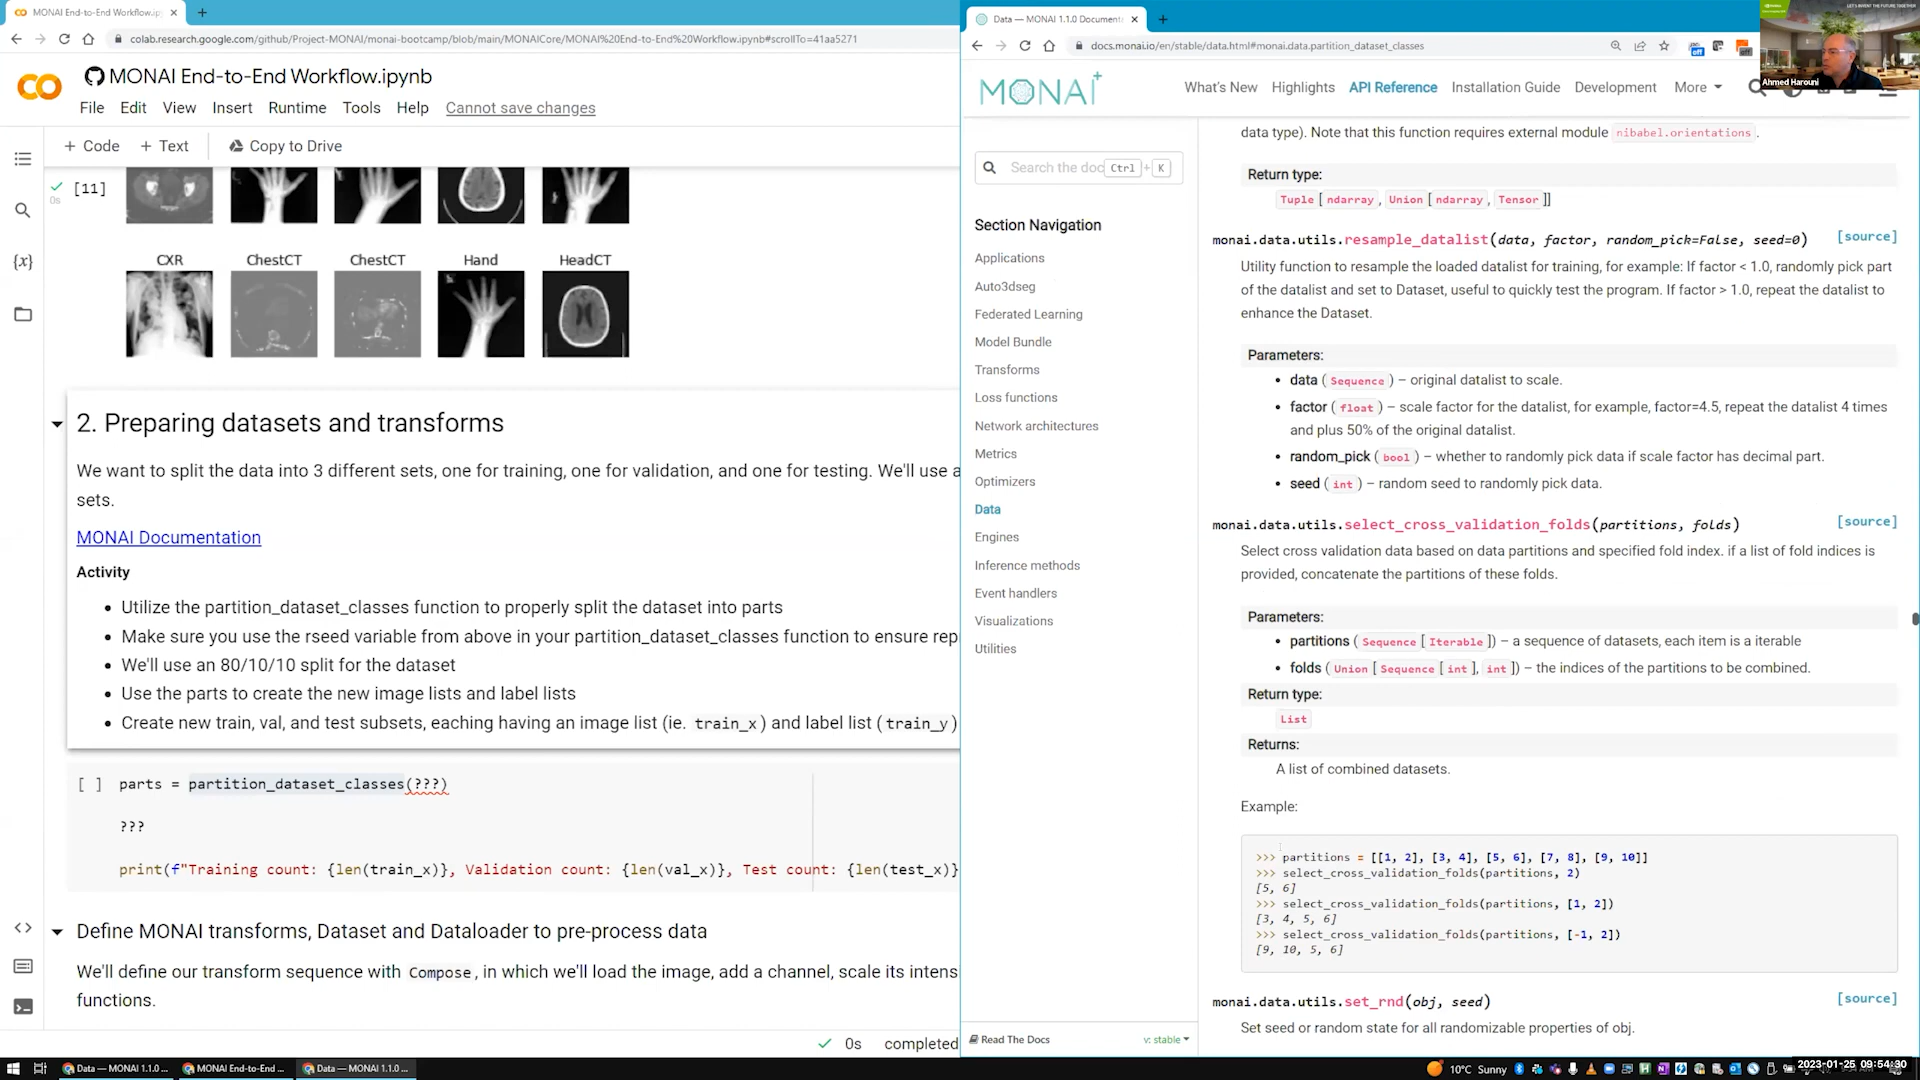 MONAI End-to-End Workflow.ip
colab.research.google.com/github/Project-MONAI/monai-bootcamp/blob/main/MONAICore/MONAI%20End-to-End%20Workflow.ipynb#scrollTo=41aa5271
MONAI End-to-End Workflow.ipynb
File Edit View Insert Runtime Tools Help Cannot save changes
+ Code + Text Copy to Drive
[11]
0s
CXR ChestCT ChestCT Hand HeadCT
2. Preparing datasets and transforms
We want to split the data into 3 different sets, one for training, one for validation, and one for testing. We'll use a
sets.
MONAI Documentation
Activity
• Utilize the partition_dataset_classes function to properly split the dataset into parts
• Make sure you use the rseed variable from above in your partition_dataset_classes function to ensure rep
• We'll use an 80/10/10 split for the dataset
• Use the parts to create the new image lists and label lists
• Create new train, val, and test subsets, eaching having an image list (ie. train_x) and label list (train_y)
[ ] parts = partition_dataset_classes(???)
???
print(f"Training count: {len(train_x)}, Validation count: {len(val_x)}, Test count: {len(test_x)}
Define MONAI transforms, Dataset and Dataloader to pre-process data
We'll define our transform sequence with Compose, in which we'll load the image, add a channel, scale its intens
functions.
0s completed
Data — MONAI 1.1.0 Document
docs.monai.io/en/stable/data.html#monai.data.partition_dataset_classes
LET'S INVENT THE FUTURE TOGETHER
Ahmed Harouni
MONAI
What's New Highlights API Reference Installation Guide Development More
Search the doc Ctrl + K
Section Navigation
Applications
Auto3dseg
Federated Learning
Model Bundle
Transforms
Loss functions
Network architectures
Metrics
Optimizers
Data
Engines
Inference methods
Event handlers
Visualizations
Utilities
Read The Docs v: stable
data type). Note that this function requires external module nibabel.orientations.
Return type:
Tuple[ndarray, Union[ndarray, Tensor]]
monai.data.utils.resample_datalist(data, factor, random_pick=False, seed=0) [source]
Utility function to resample the loaded datalist for training, for example: If factor < 1.0, randomly pick part
of the datalist and set to Dataset, useful to quickly test the program. If factor > 1.0, repeat the datalist to
enhance the Dataset.
Parameters:
• data (Sequence) – original datalist to scale.
• factor (float) – scale factor for the datalist, for example, factor=4.5, repeat the datalist 4 times
and plus 50% of the original datalist.
• random_pick (bool) – whether to randomly pick data if scale factor has decimal part.
• seed (int) – random seed to randomly pick data.
monai.data.utils.select_cross_validation_folds(partitions, folds) [source]
Select cross validation data based on data partitions and specified fold index. if a list of fold indices is
provided, concatenate the partitions of these folds.
Parameters:
• partitions (Sequence[Iterable]) – a sequence of datasets, each item is a iterable
• folds (Union[Sequence[int], int]) – the indices of the partitions to be combined.
Return type:
List
Returns:
A list of combined datasets.
Example:
>>> partitions = [[1, 2], [3, 4], [5, 6], [7, 8], [9, 10]]
>>> select_cross_validation_folds(partitions, 2)
[5, 6]
>>> select_cross_validation_folds(partitions, [1, 2])
[3, 4, 5, 6]
>>> select_cross_validation_folds(partitions, [-1, 2])
[9, 10, 5, 6]
monai.data.utils.set_rnd(obj, seed) [source]
Set seed or random state for all randomizable properties of obj.
Data — MONAI 1.1.0 ... MONAI End-to-End ... Data — MONAI 1.1.0 ...
10°C Sunny
2023-01-25 09:54:30